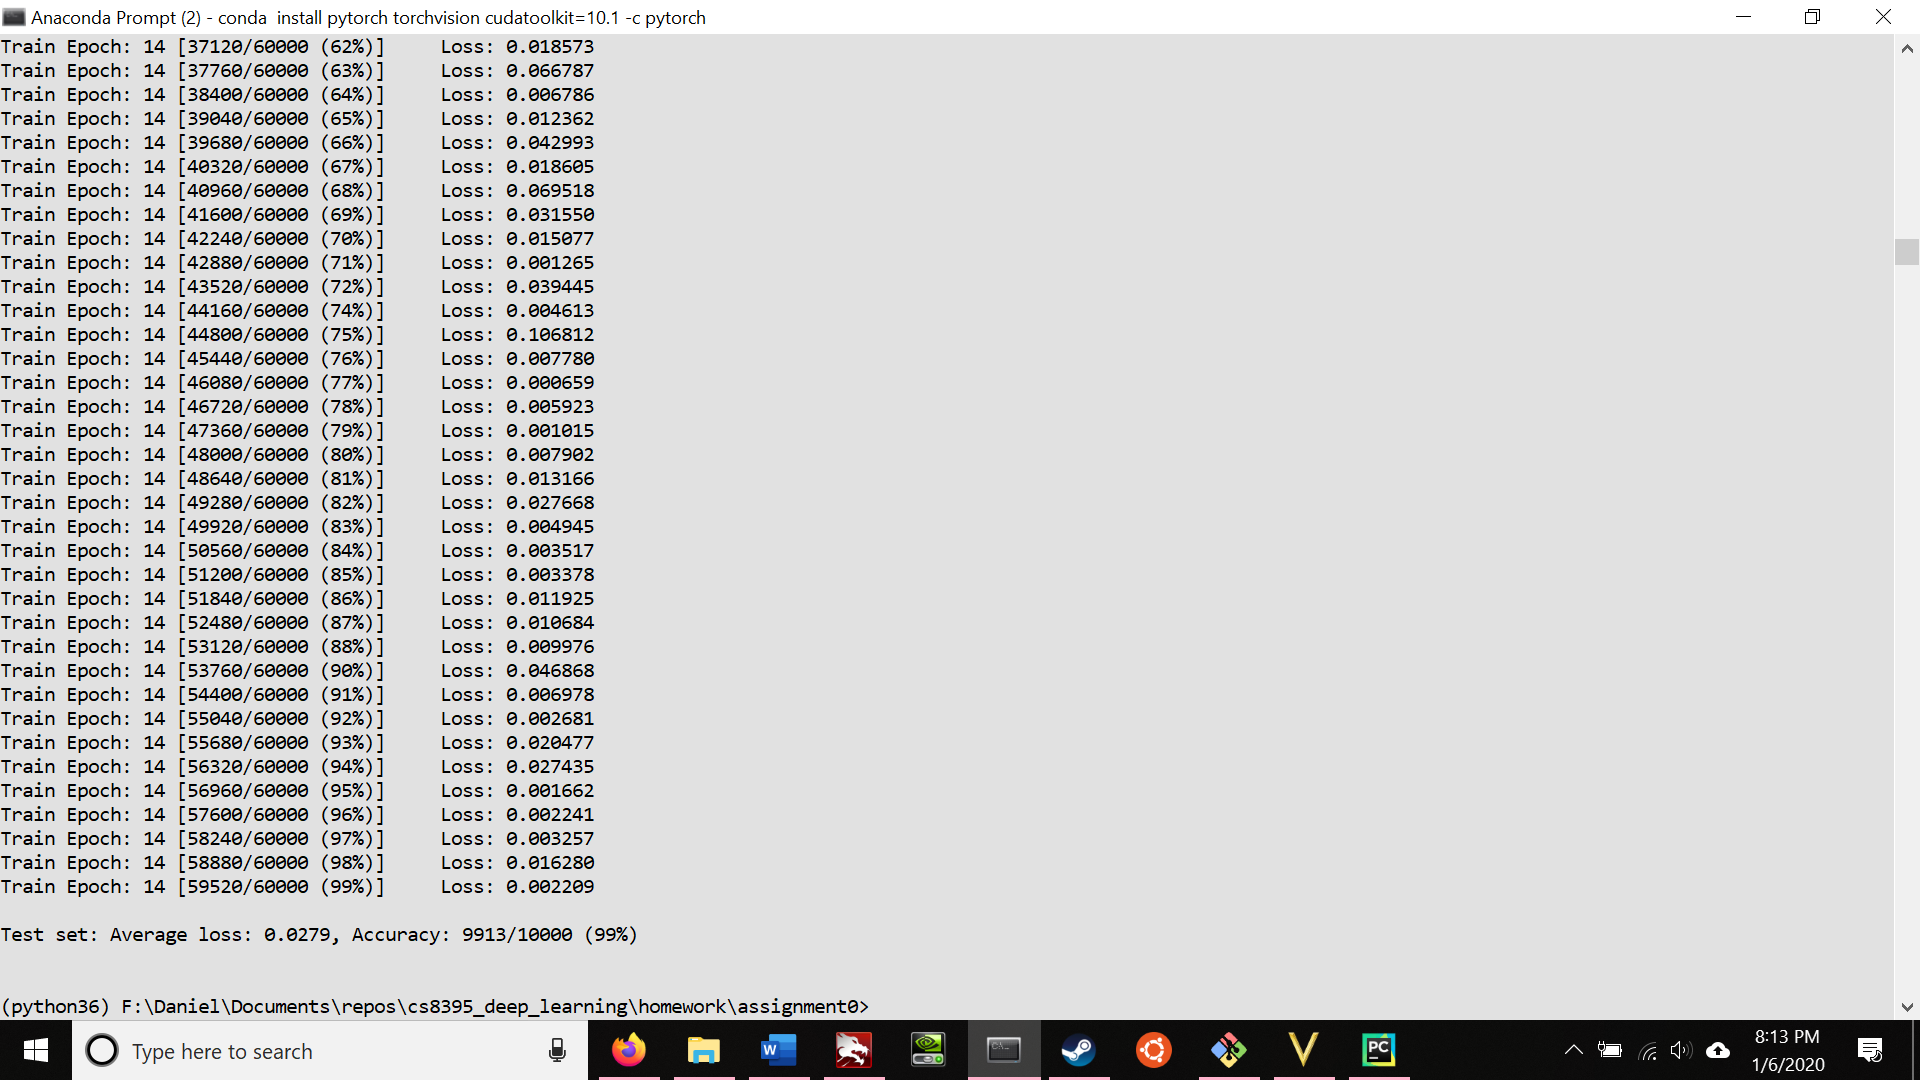 Anaconda Prompt (2) - conda  install pytorch torchvision cudatoolkit=10.1 -c pytorch
Train Epoch: 14 [37120/60000 (62%)]     Loss: 0.018573
Train Epoch: 14 [37760/60000 (63%)]     Loss: 0.066787
Train Epoch: 14 [38400/60000 (64%)]     Loss: 0.006786
Train Epoch: 14 [39040/60000 (65%)]     Loss: 0.012362
Train Epoch: 14 [39680/60000 (66%)]     Loss: 0.042993
Train Epoch: 14 [40320/60000 (67%)]     Loss: 0.018605
Train Epoch: 14 [40960/60000 (68%)]     Loss: 0.069518
Train Epoch: 14 [41600/60000 (69%)]     Loss: 0.031550
Train Epoch: 14 [42240/60000 (70%)]     Loss: 0.015077
Train Epoch: 14 [42880/60000 (71%)]     Loss: 0.001265
Train Epoch: 14 [43520/60000 (72%)]     Loss: 0.039445
Train Epoch: 14 [44160/60000 (74%)]     Loss: 0.004613
Train Epoch: 14 [44800/60000 (75%)]     Loss: 0.106812
Train Epoch: 14 [45440/60000 (76%)]     Loss: 0.007780
Train Epoch: 14 [46080/60000 (77%)]     Loss: 0.000659
Train Epoch: 14 [46720/60000 (78%)]     Loss: 0.005923
Train Epoch: 14 [47360/60000 (79%)]     Loss: 0.001015
Train Epoch: 14 [48000/60000 (80%)]     Loss: 0.007902
Train Epoch: 14 [48640/60000 (81%)]     Loss: 0.013166
Train Epoch: 14 [49280/60000 (82%)]     Loss: 0.027668
Train Epoch: 14 [49920/60000 (83%)]     Loss: 0.004945
Train Epoch: 14 [50560/60000 (84%)]     Loss: 0.003517
Train Epoch: 14 [51200/60000 (85%)]     Loss: 0.003378
Train Epoch: 14 [51840/60000 (86%)]     Loss: 0.011925
Train Epoch: 14 [52480/60000 (87%)]     Loss: 0.010684
Train Epoch: 14 [53120/60000 (88%)]     Loss: 0.009976
Train Epoch: 14 [53760/60000 (90%)]     Loss: 0.046868
Train Epoch: 14 [54400/60000 (91%)]     Loss: 0.006978
Train Epoch: 14 [55040/60000 (92%)]     Loss: 0.002681
Train Epoch: 14 [55680/60000 (93%)]     Loss: 0.020477
Train Epoch: 14 [56320/60000 (94%)]     Loss: 0.027435
Train Epoch: 14 [56960/60000 (95%)]     Loss: 0.001662
Train Epoch: 14 [57600/60000 (96%)]     Loss: 0.002241
Train Epoch: 14 [58240/60000 (97%)]     Loss: 0.003257
Train Epoch: 14 [58880/60000 (98%)]     Loss: 0.016280
Train Epoch: 14 [59520/60000 (99%)]     Loss: 0.002209
Test set: Average loss: 0.0279, Accuracy: 9913/10000 (99%)
(python36) F:\Daniel\Documents\repos\cs8395_deep_learning\homework\assignment0>
Type here to search
8:13 PM
1/6/2020